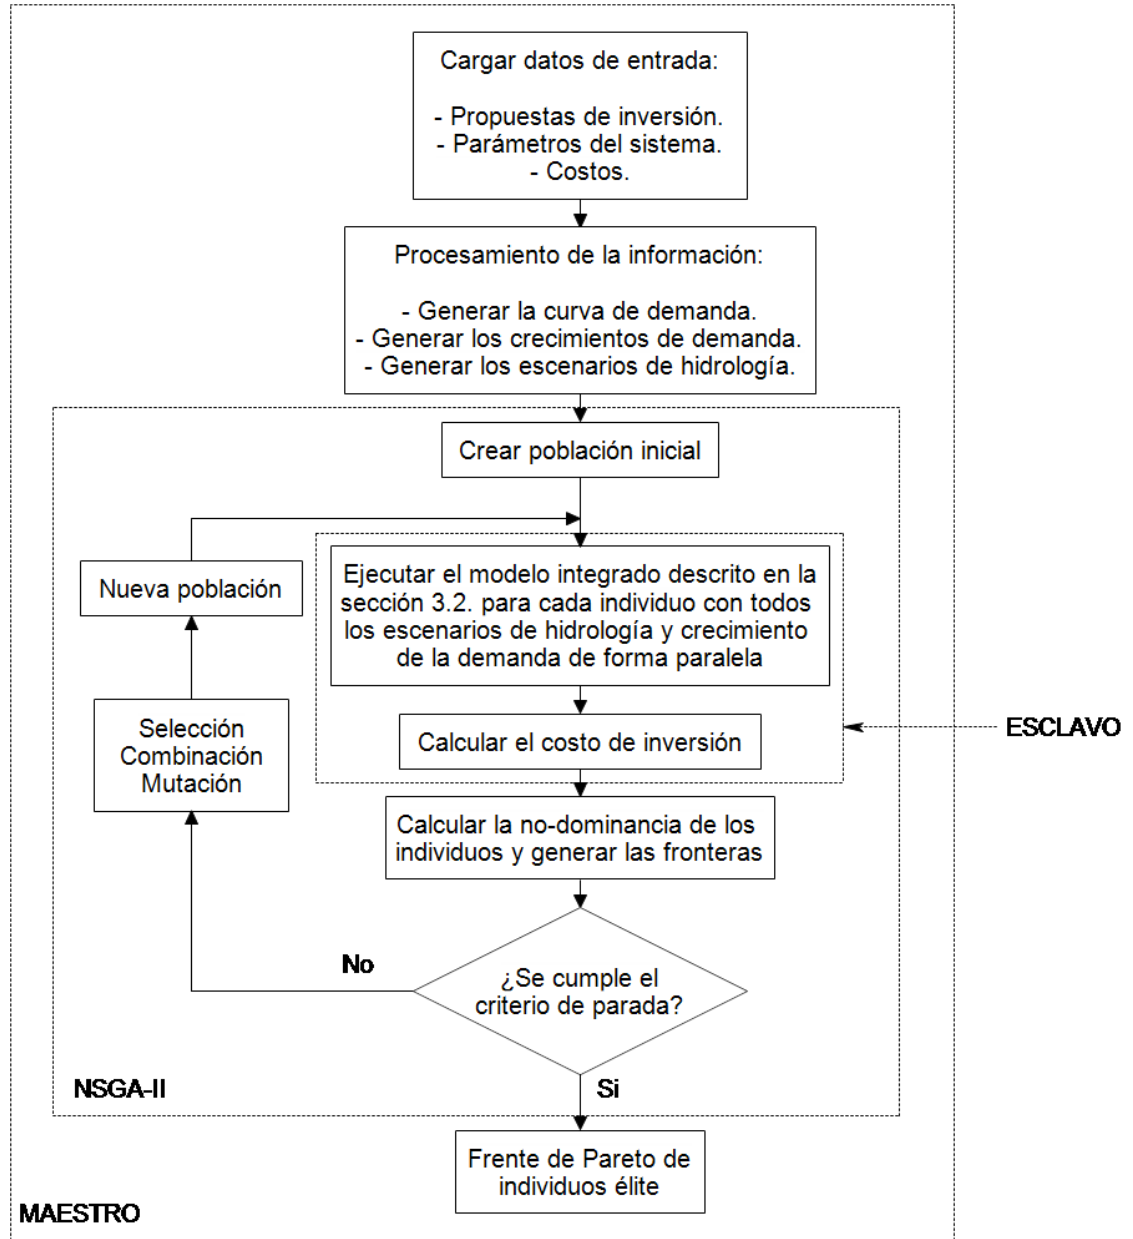 Cargar datos de entrada:
- Propuestas de inversión.
- Parámetros del sistema.
- Costos.
Procesamiento de la información:
- Generar la curva de demanda.
- Generar los crecimientos de demanda.
- Generar los escenarios de hidrología.
Crear población inicial
Nueva población
Ejecutar el modelo integrado descrito en la
sección 3.2. para cada individuo con todos
los escenarios de hidrología y crecimiento
de la demanda de forma paralela
Selección
Combinación
Mutación
Calcular el costo de inversión
ESCLAVO
Calcular la no-dominancia de los
individuos y generar las fronteras
No
¿Se cumple el
criterio de parada?
NSGA-II
Si
Frente de Pareto de
individuos élite
MAESTRO